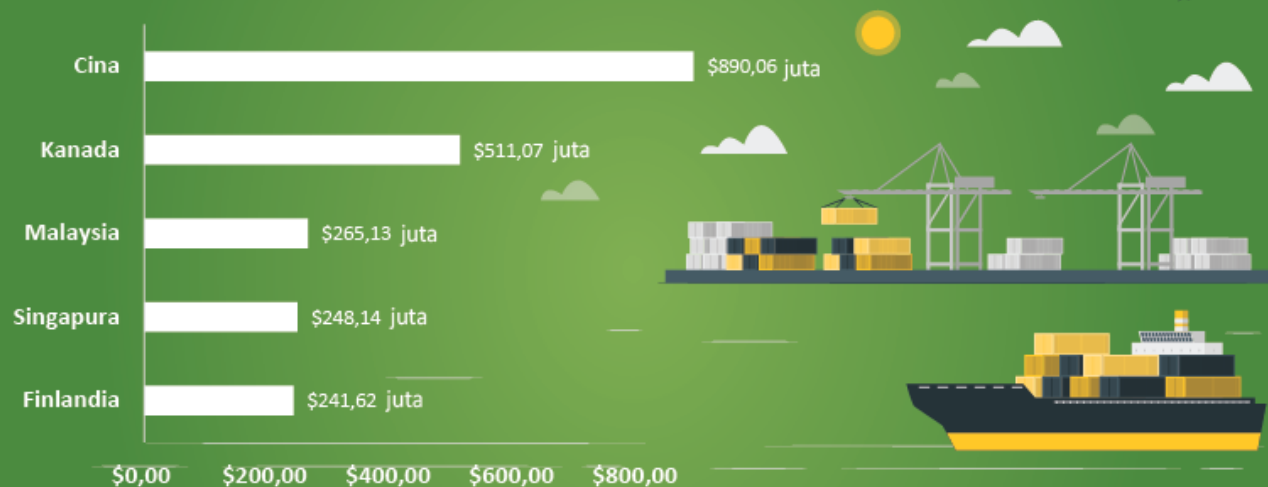 Cina
$890,06 juta
Kanada
$511,07 juta
Malaysia
$265,13 juta
Singapura
$248,14 juta
Finlandia
$241,62 juta
$0,00 $200,00 $400,00 $600,00 $800,00